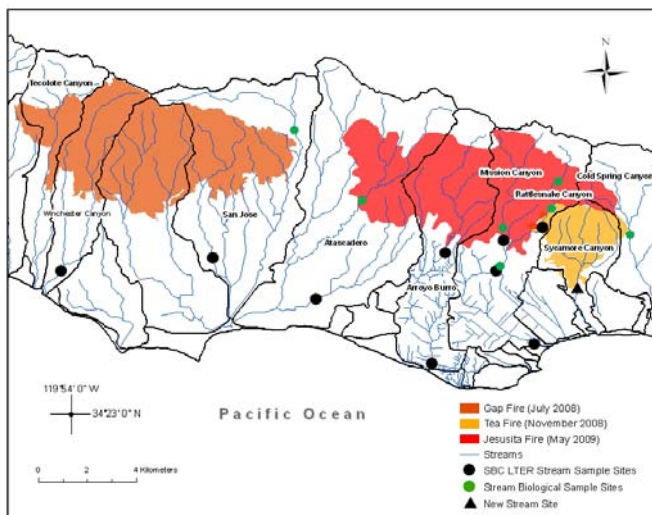 N
Tecolote Canyon
Mission Canyon
Cold Spring Canyon
Rattlesnake Canyon
Winchester Canyon
San Jose
Atascadero
Sycamore Canyon
Arroyo Burro
119°54' 0" W
34°23' 0" N
Pacific Ocean
Gap Fire (July 2008)
Tea Fire (November 2008)
Jesusita Fire (May 2009)
Streams
SBC LTER Stream Sample Sites
Stream Biological Sample Sites
New Stream Site
0 2 4 Kilometers